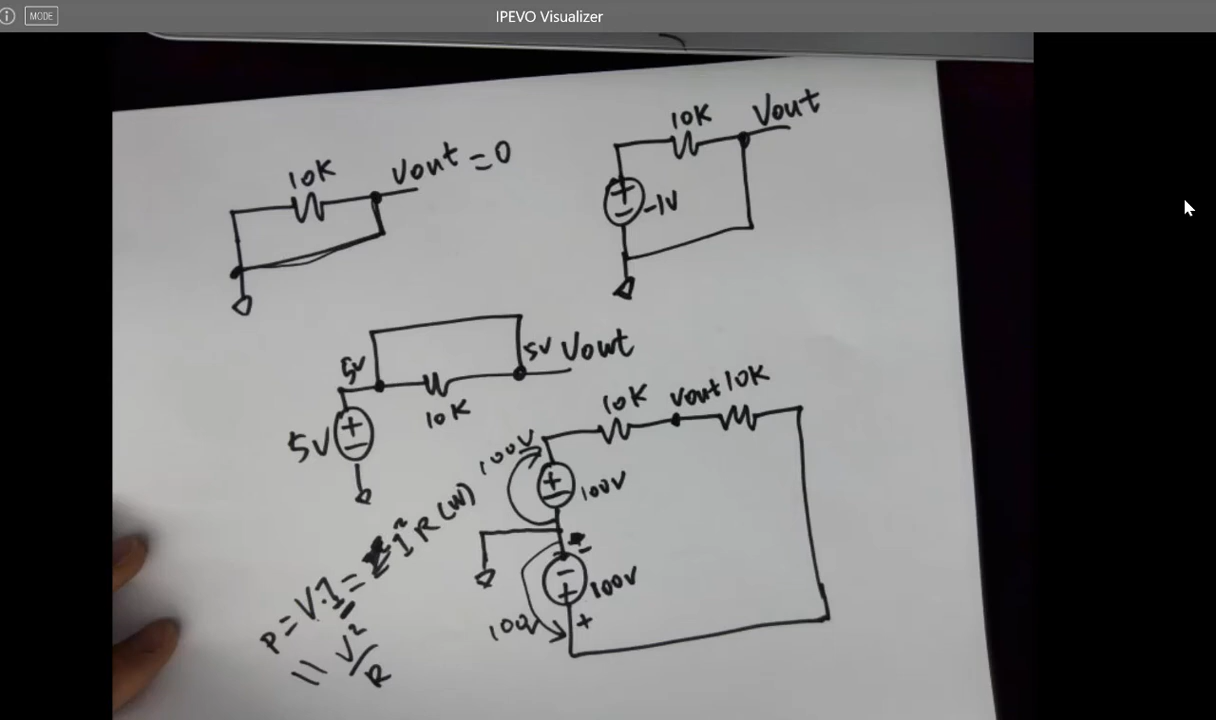 MODE
IPEVO Visualizer
10K
Vout = 0
10K
Vout
+
-
-1V
5V
5V Vout
10K
5V
+
-
10K
Vout
10K
100V
+
-
100V
-
-
+
100V
100V
+
P = V.I = I²R (W)
= V²/R